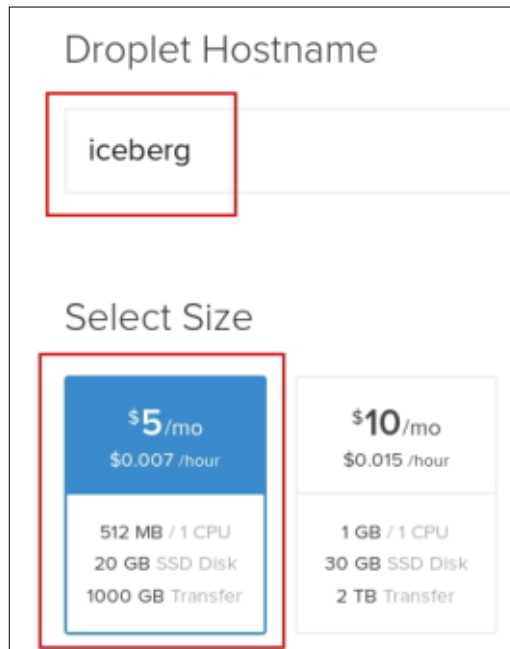 Droplet Hostname
iceberg
Select Size
$5/mo
$0.007 /hour
512 MB / 1 CPU
20 GB SSD Disk
1000 GB Transfer
$10/mo
$0.015 /hour
1 GB / 1 CPU
30 GB SSD Disk
2 TB Transfer